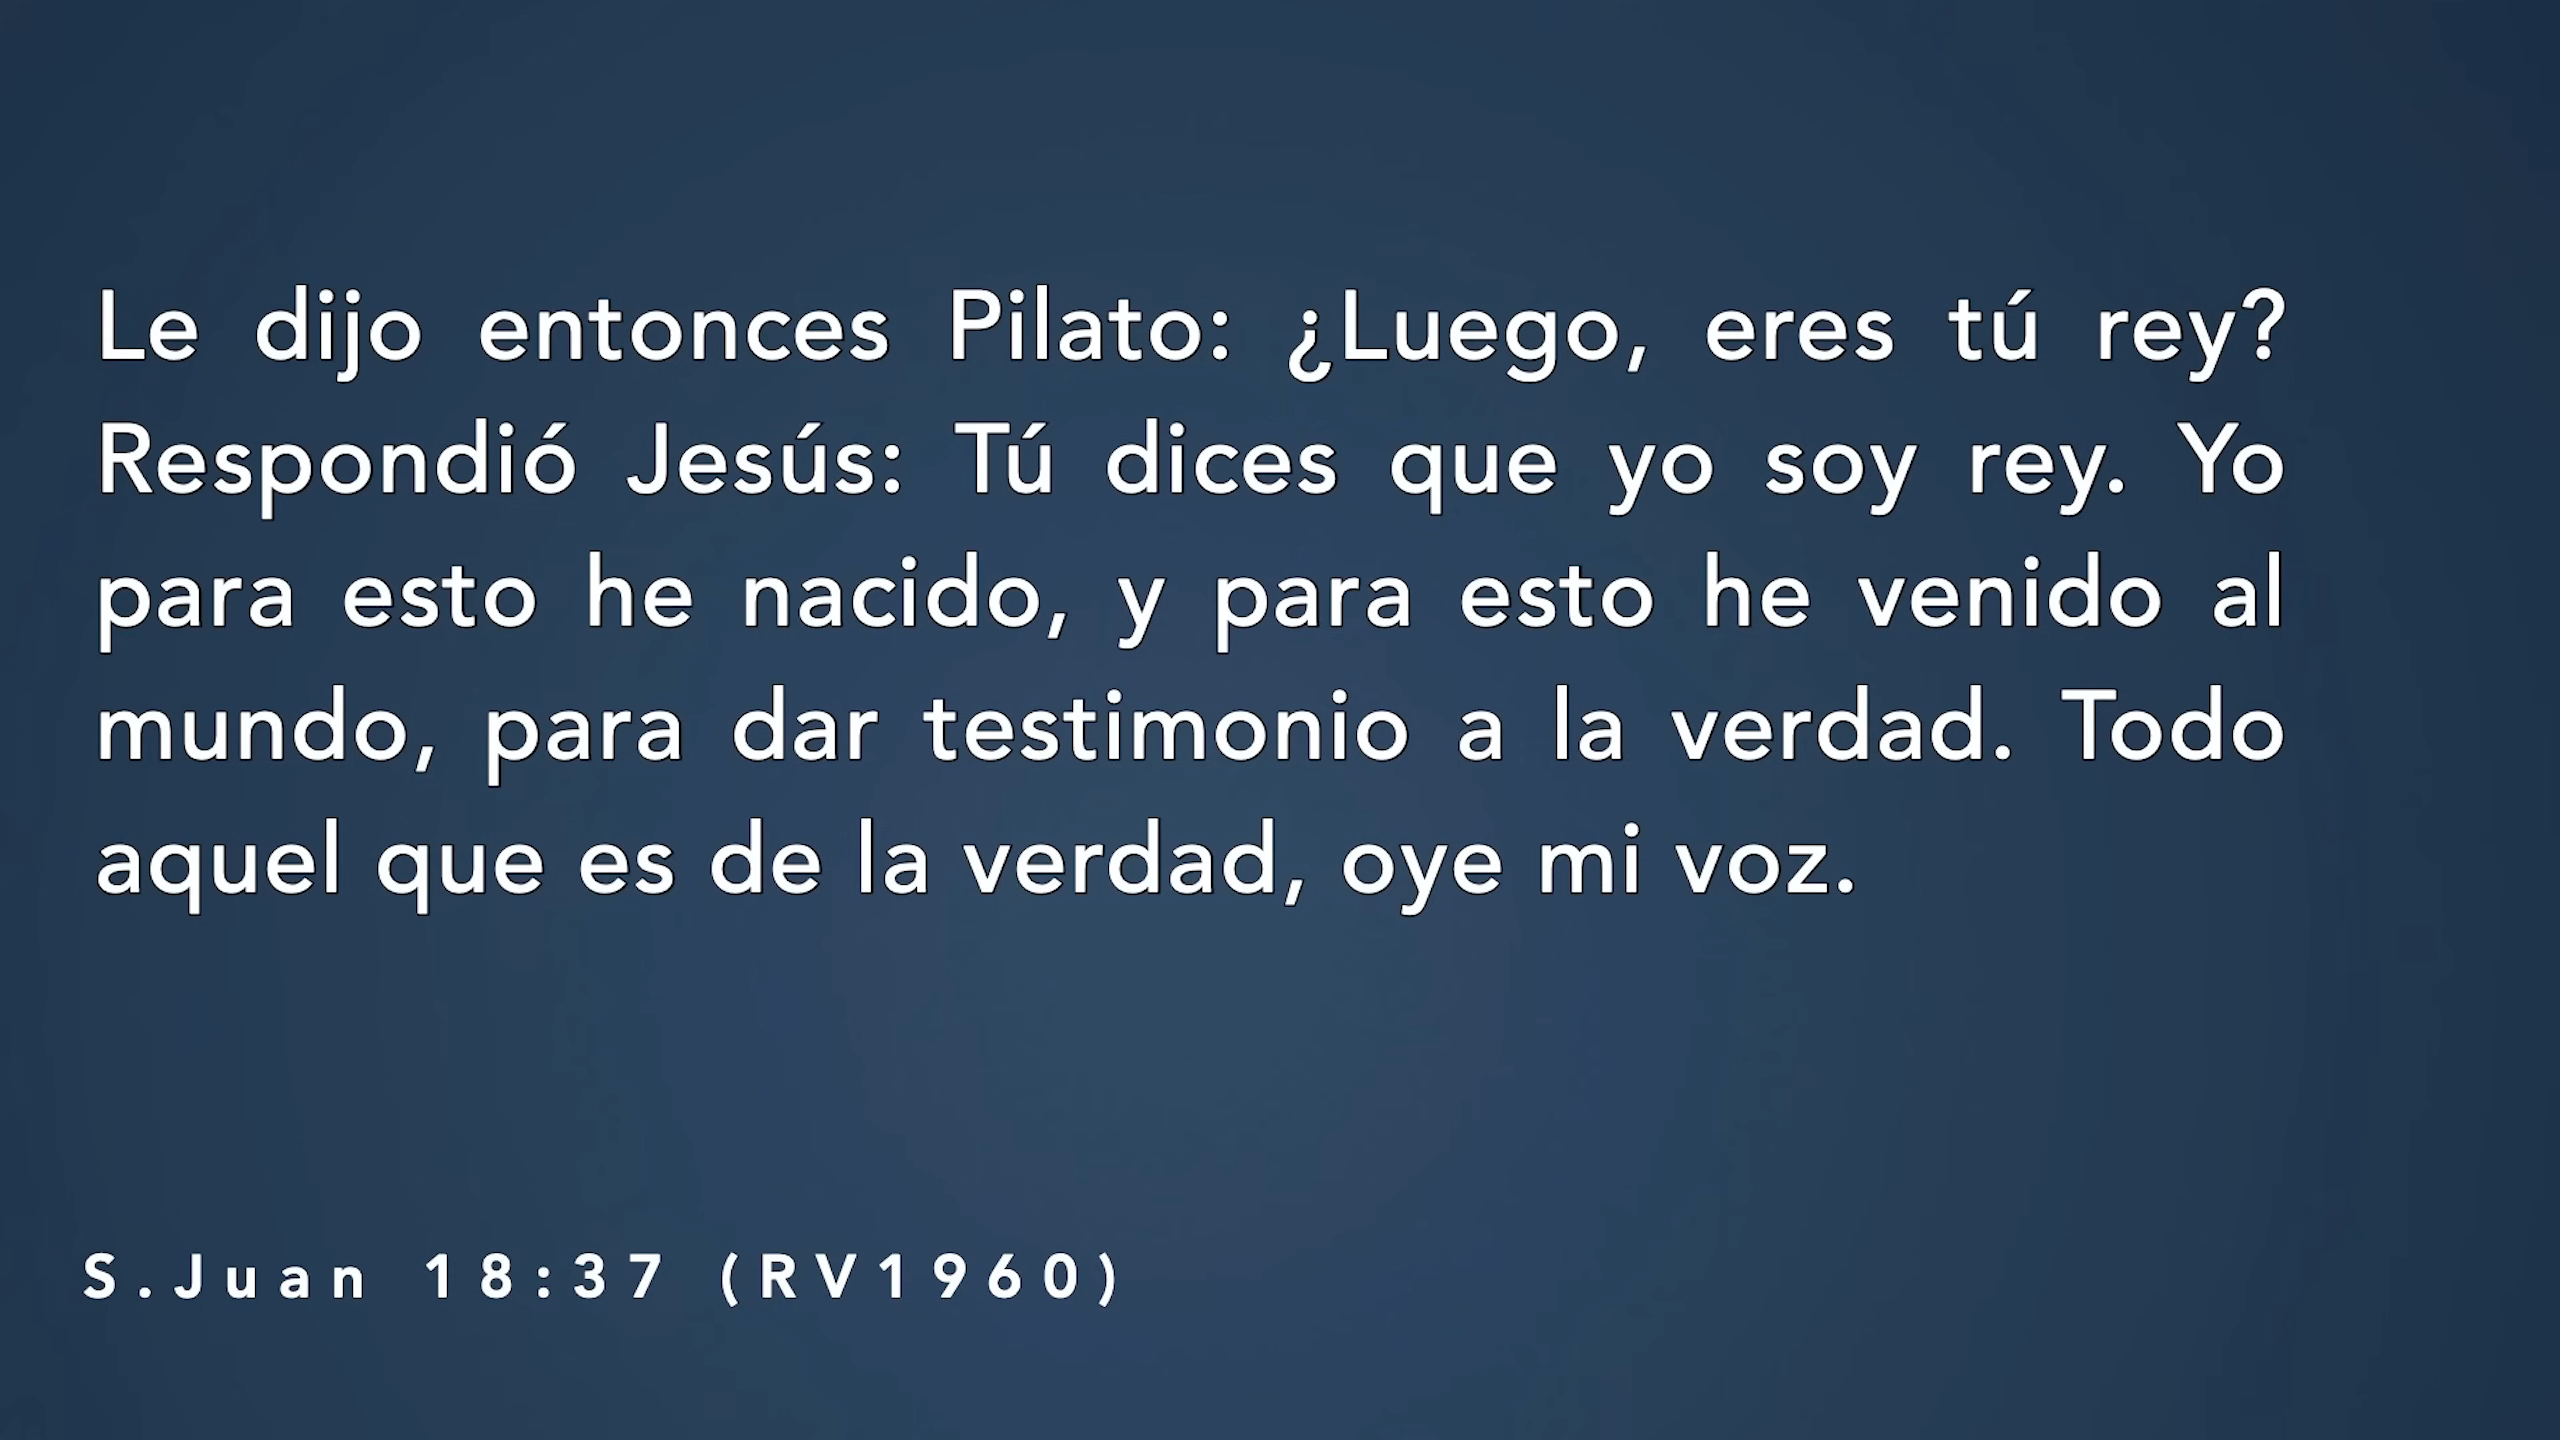 Le dijo entonces Pilato: ¿Luego, eres tú rey?
Respondió Jesús: Tú dices que yo soy rey. Yo
para esto he nacido, y para esto he venido al
mundo, para dar testimonio a la verdad. Todo
aquel que es de la verdad, oye mi voz.
S.Juan 18:37 (RV1960)